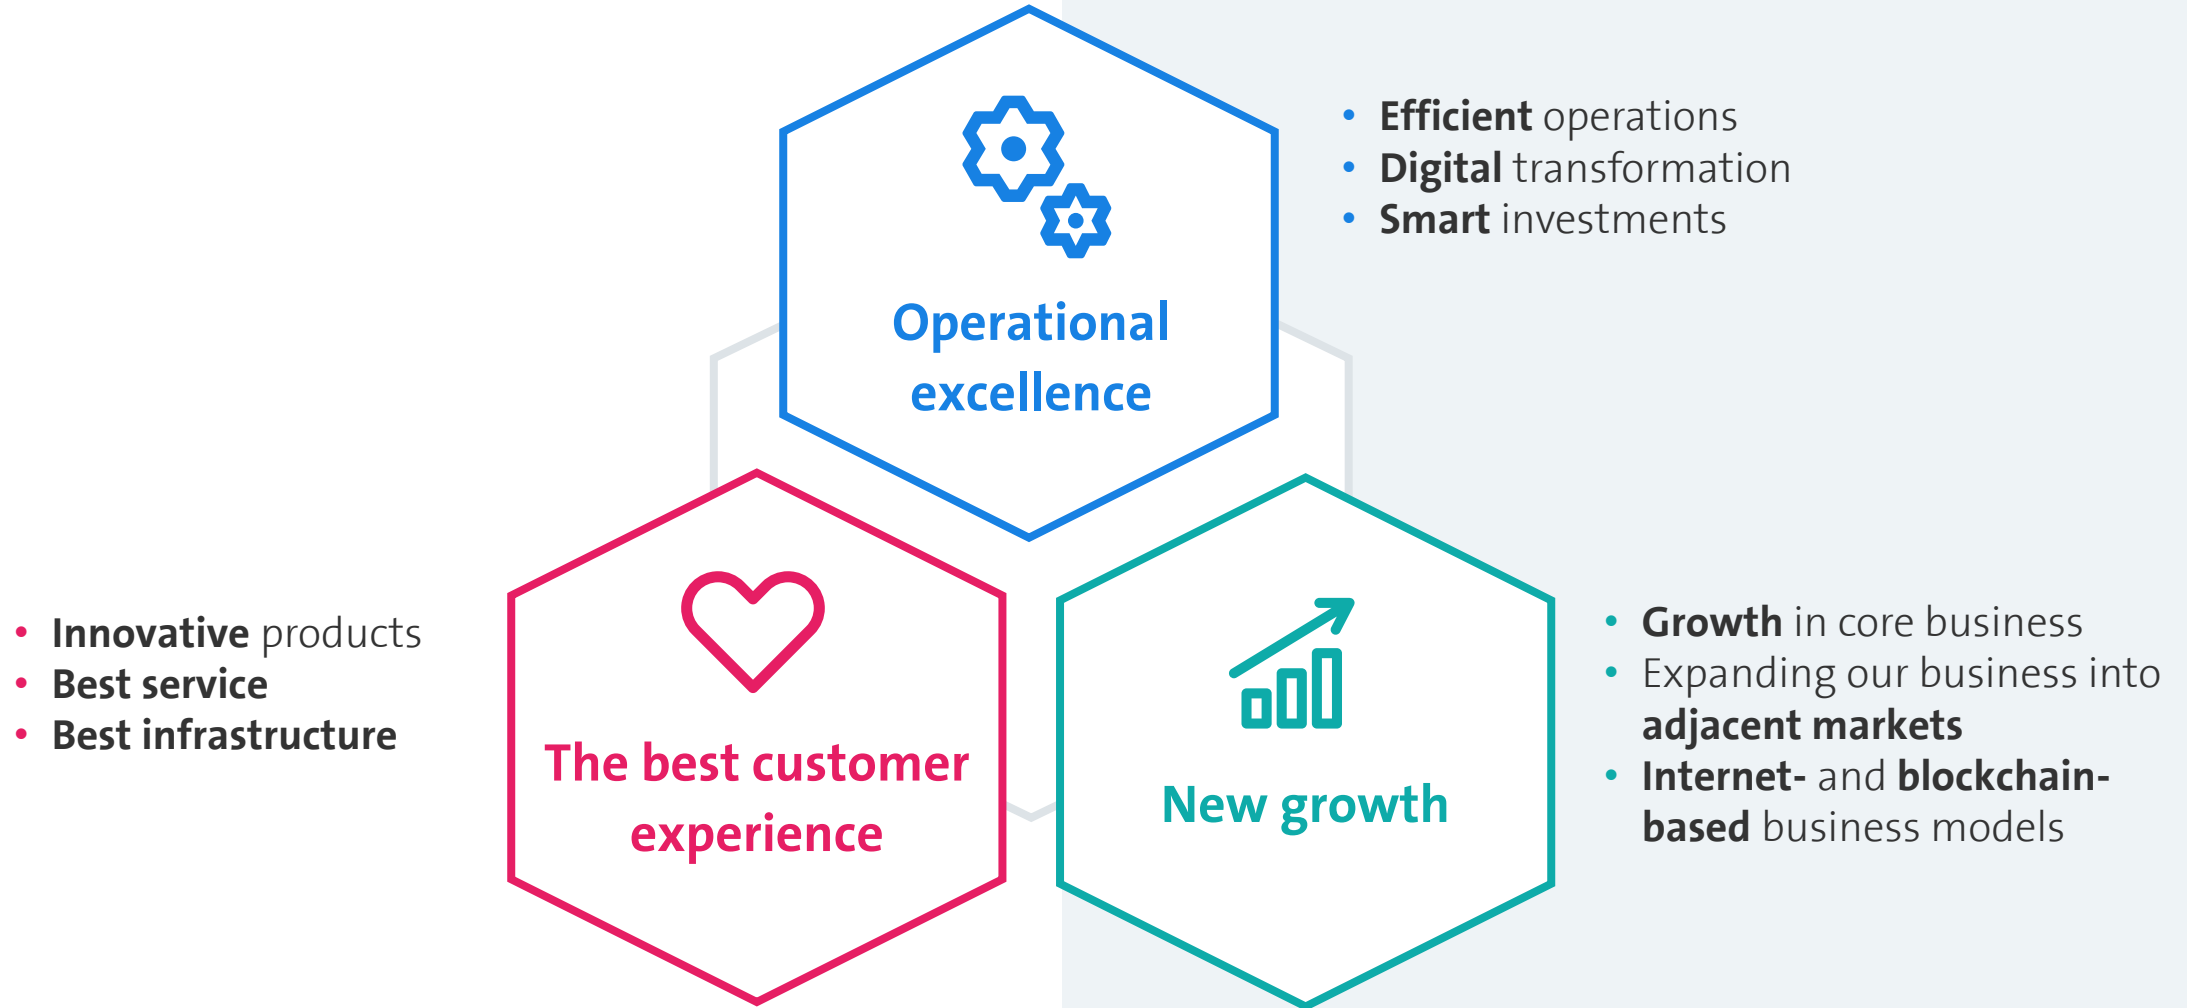 Operational
excellence
• Efficient operations
• Digital transformation
• Smart investments
The best customer
experience
• Innovative products
• Best service
• Best infrastructure
New growth
• Growth in core business
• Expanding our business into
adjacent markets
• Internet- and blockchain-
based business models